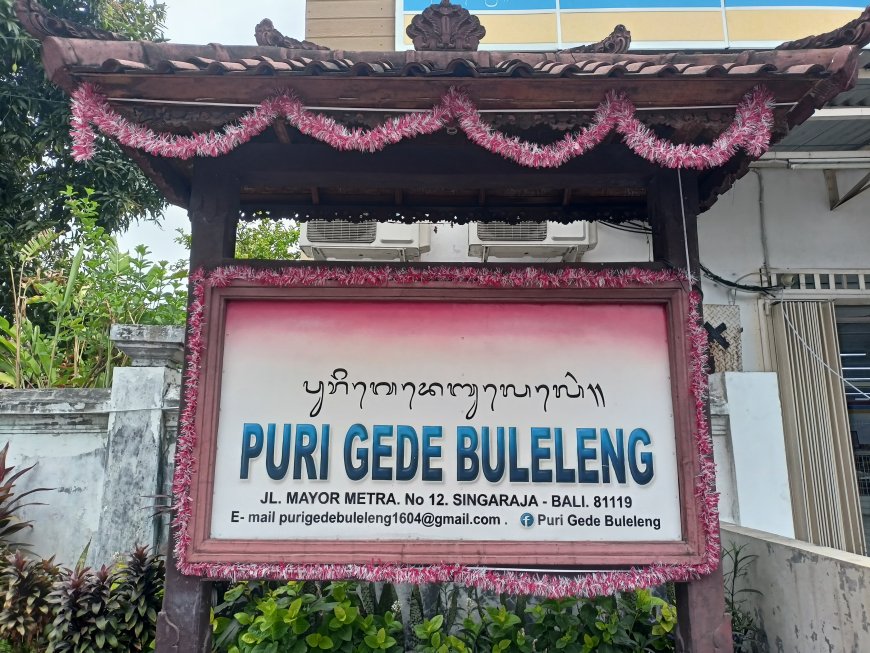 ᬧᬸᬭᬶᬕᬾᬤᬾᬩᬸᬮᬾᬮᬾᬂ᭟
PURI GEDE BULELENG
JL. MAYOR METRA. No 12. SINGARAJA - BALI. 81119
E- mail purigedebuleleng1604@gmail.com . Puri Gede Buleleng